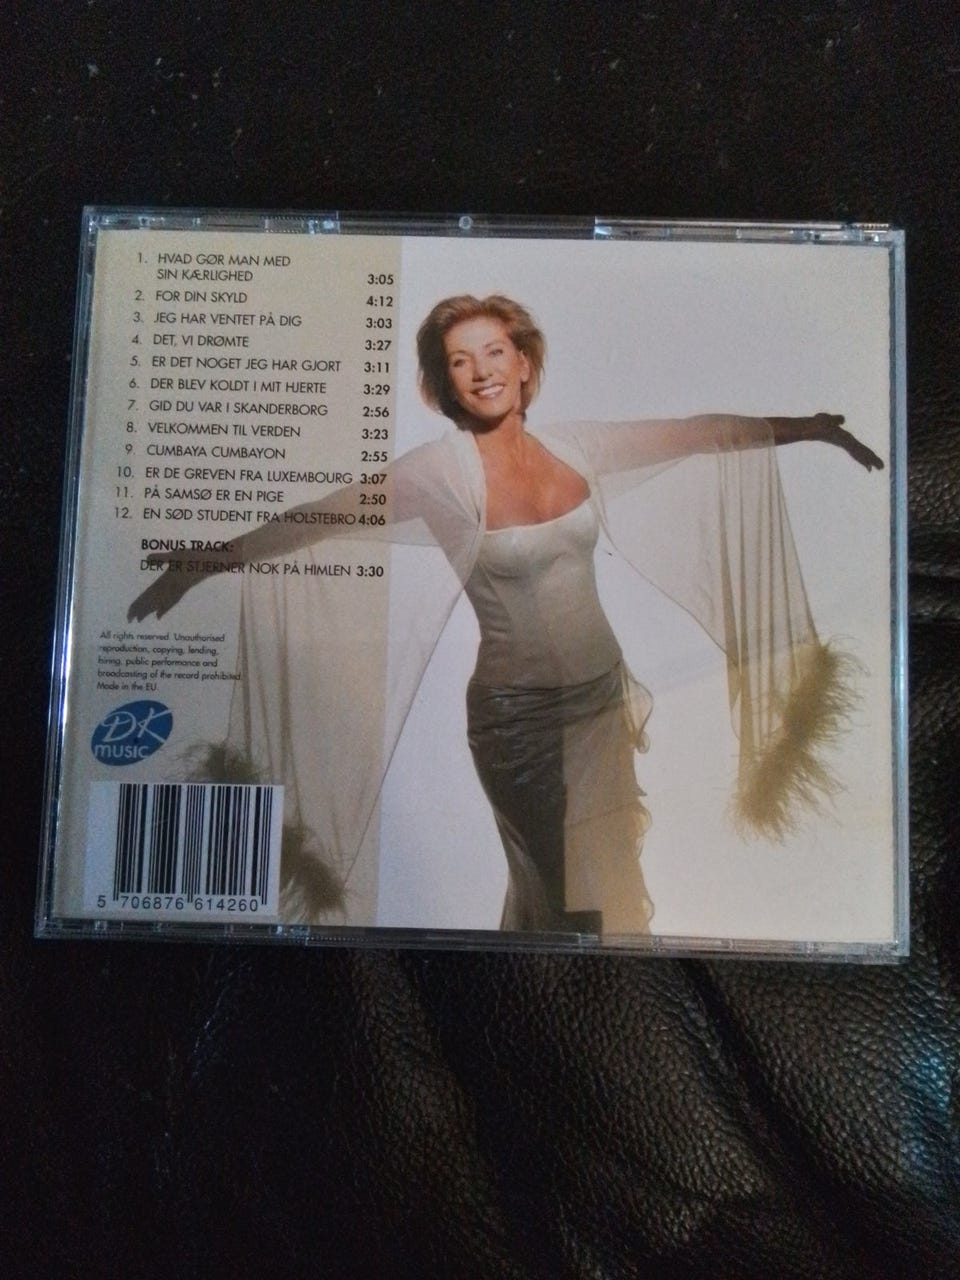 1. HVAD GØR MAN MED
SIN KÆRLIGHED 3:05
2. FOR DIN SKYLD 4:12
3. JEG HAR VENTET PÅ DIG 3:03
4. DET, VI DRØMTE 3:27
5. ER DET NOGET JEG HAR GJORT 3:11
6. DER BLEV KOLDT I MIT HJERTE 3:29
7. GID DU VAR I SKANDERBORG 2:56
8. VELKOMMEN TIL VERDEN 3:23
9. CUMBAYA CUMBAYON 2:55
10. ER DE GREVEN FRA LUXEMBOURG 3:07
11. PÅ SAMSØ ER EN PIGE 2:50
12. EN SØD STUDENT FRA HOLSTEBRO 4:06
BONUS TRACK:
DER ER STJERNER NOK PÅ HIMLEN 3:30
All rights reserved. Unauthorised
reproduction, copying, lending,
hiring, public performance and
broadcasting of the record prohibited.
Made in the EU.
DK
MUSIC
5 706876 614260